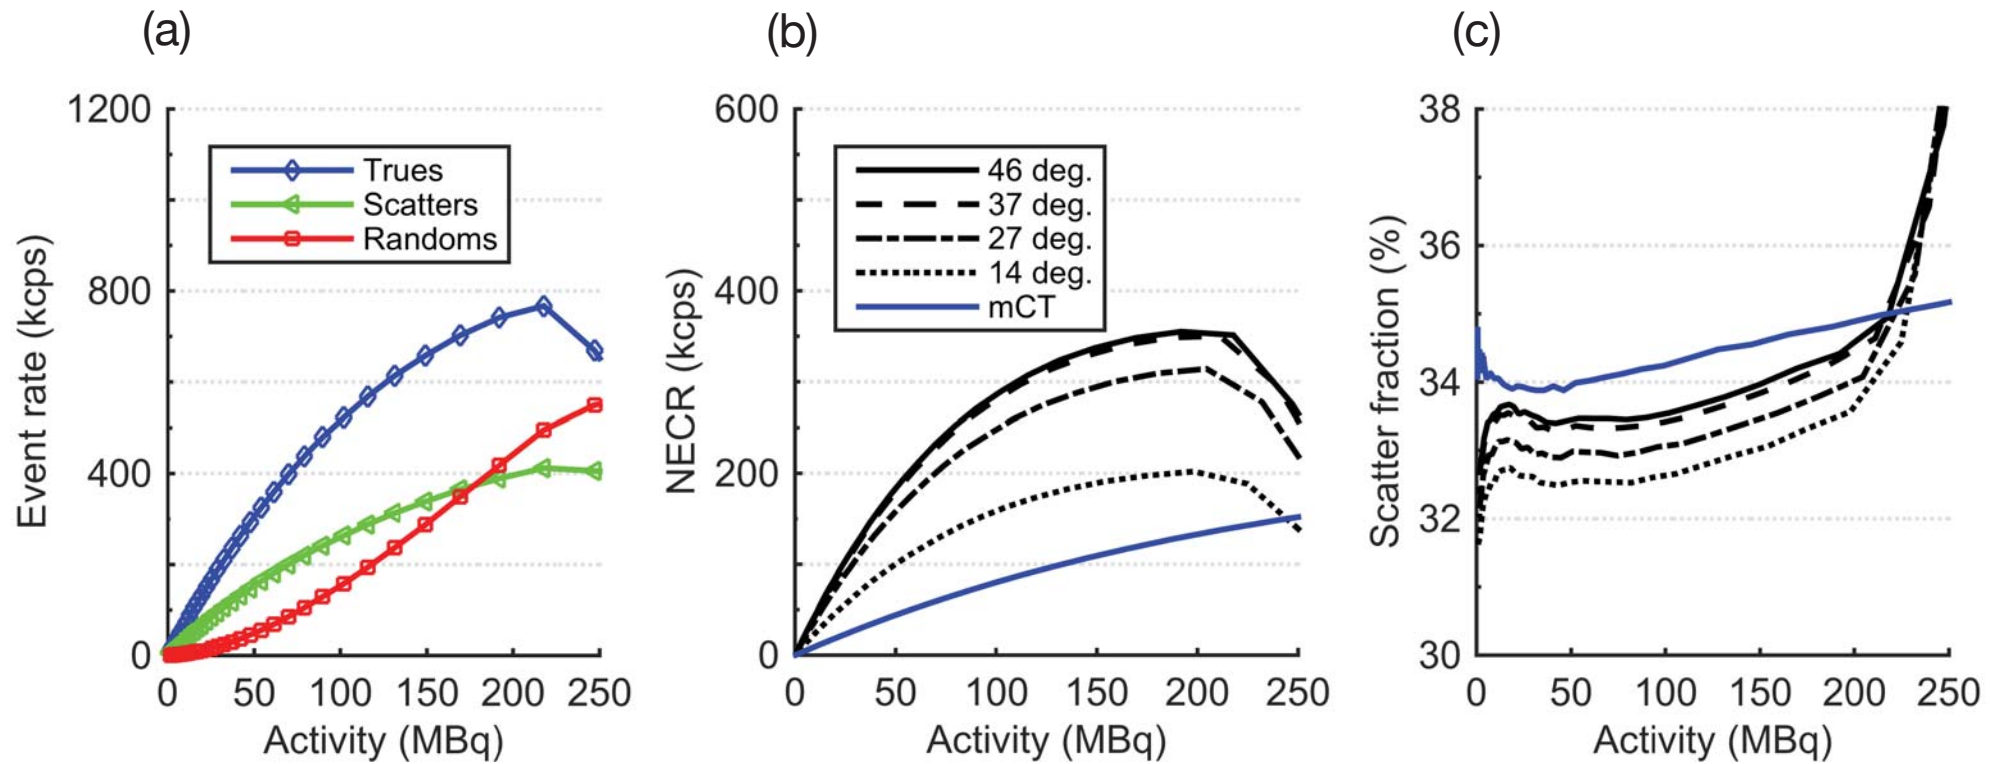 (a)
1200
800
400
0
Event rate (kcps)
Trues
Scatters
Randoms
0 50 100 150 200 250
Activity (MBq)
(b)
600
400
200
0
NECR (kcps)
46 deg.
37 deg.
27 deg.
14 deg.
mCT
0 50 100 150 200 250
Activity (MBq)
(c)
38
36
34
32
30
Scatter fraction (%)
0 50 100 150 200 250
Activity (MBq)